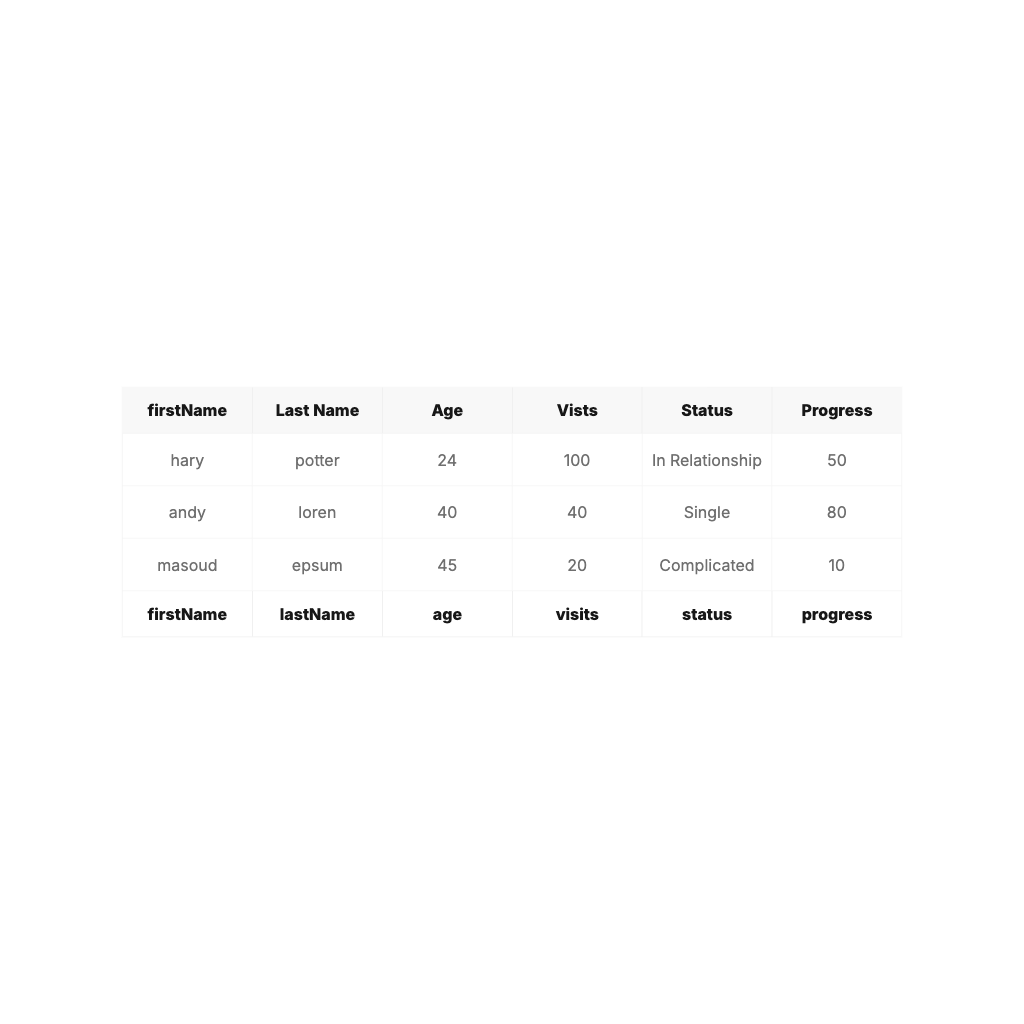 firstName Last Name Age Vists Status Progress
hary potter 24 100 In Relationship 50
andy loren 40 40 Single 80
masoud epsum 45 20 Complicated 10
firstName lastName age visits status progress